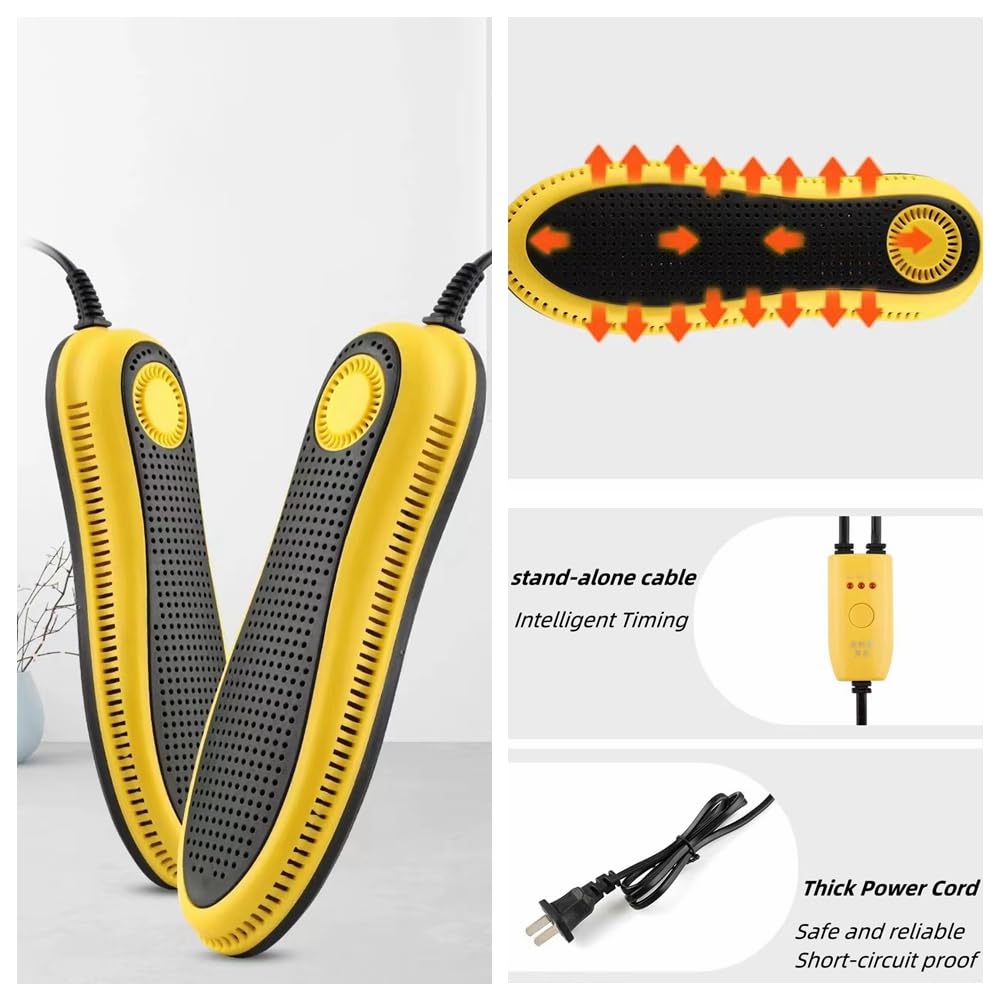 stand-alone cable
Intelligent Timing
Thick Power Cord
Safe and reliable
Short-circuit proof